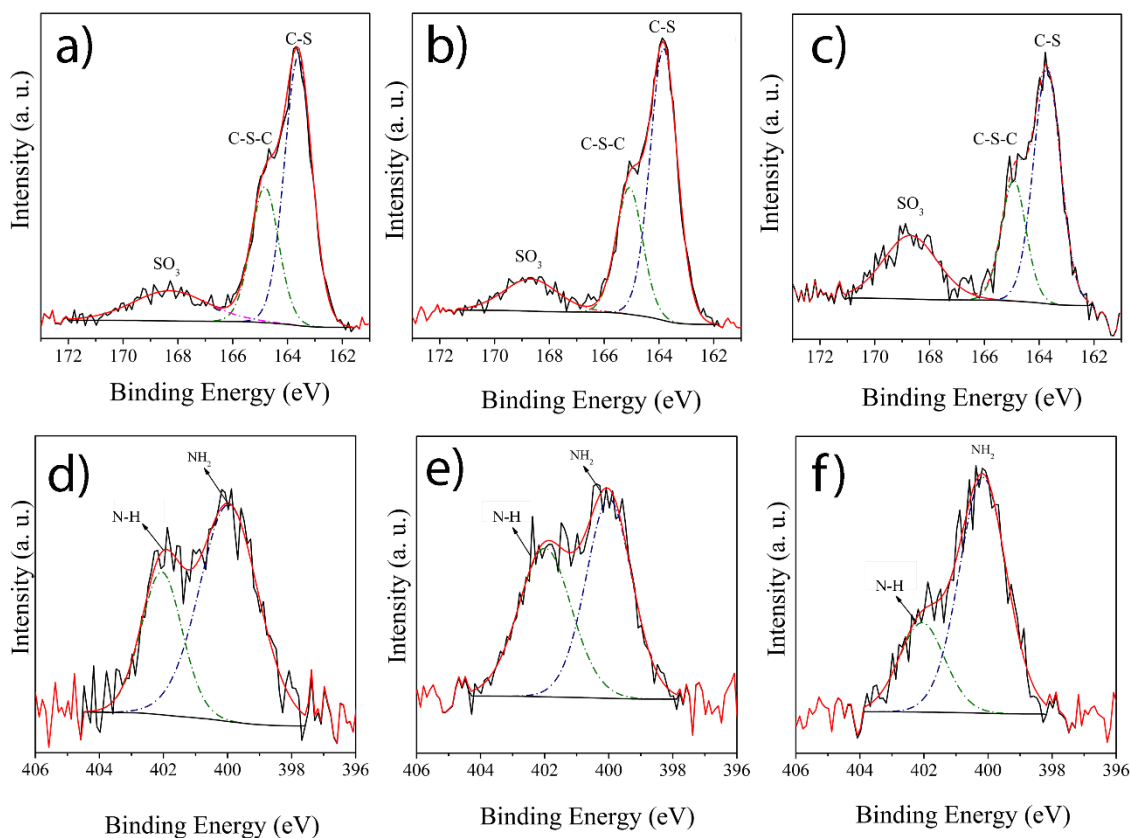 a)
C-S
C-S-C
SO₃
Intensity (a. u.)
172 170 168 166 164 162
Binding Energy (eV)
b)
C-S
C-S-C
SO₃
Intensity (a. u.)
172 170 168 166 164 162
Binding Energy (eV)
c)
C-S
C-S-C
SO₃
Intensity (a. u.)
172 170 168 166 164 162
Binding Energy (eV)
d)
NH₂
N-H
Intensity (a. u.)
406 404 402 400 398 396
Binding Energy (eV)
e)
NH₂
N-H
Intensity (a. u.)
406 404 402 400 398 396
Binding Energy (eV)
f)
NH₂
N-H
Intensity (a. u.)
406 404 402 400 398 396
Binding Energy (eV)